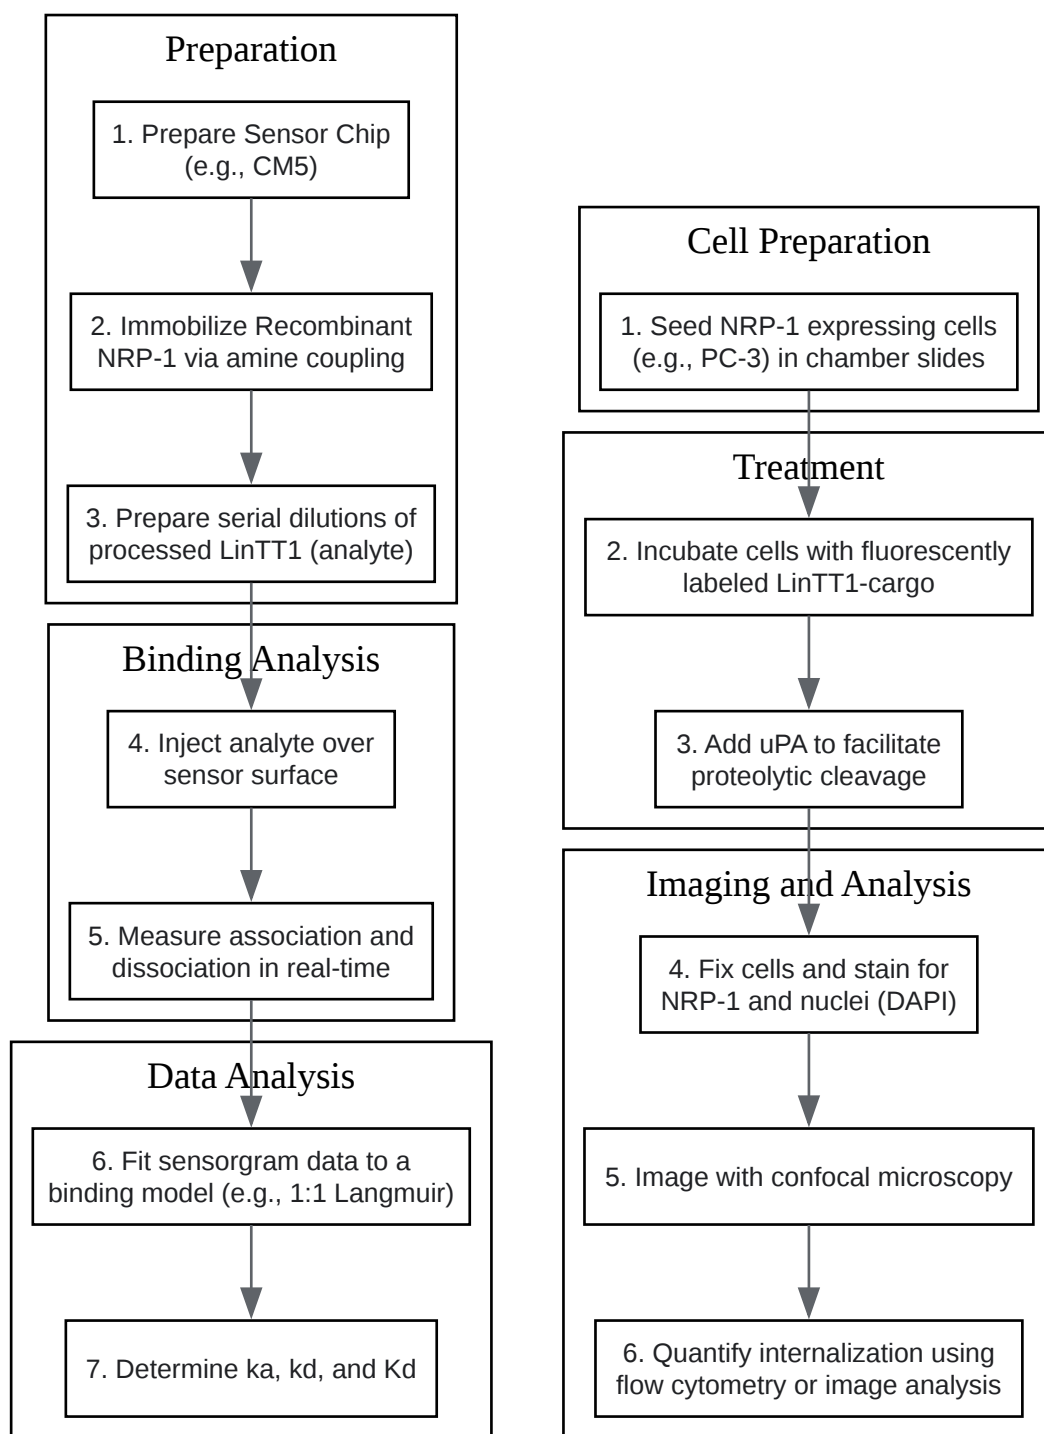 Preparation
1. Prepare Sensor Chip
(e.g., CM5)
2. Immobilize Recombinant
NRP-1 via amine coupling
3. Prepare serial dilutions of
processed LinTT1 (analyte)
Binding Analysis
4. Inject analyte over
sensor surface
5. Measure association and
dissociation in real-time
Data Analysis
6. Fit sensorgram data to a
binding model (e.g., 1:1 Langmuir)
7. Determine ka, kd, and Kd
Cell Preparation
1. Seed NRP-1 expressing cells
(e.g., PC-3) in chamber slides
Treatment
2. Incubate cells with fluorescently
labeled LinTT1-cargo
3. Add uPA to facilitate
proteolytic cleavage
Imaging and Analysis
4. Fix cells and stain for
NRP-1 and nuclei (DAPI)
5. Image with confocal microscopy
6. Quantify internalization using
flow cytometry or image analysis